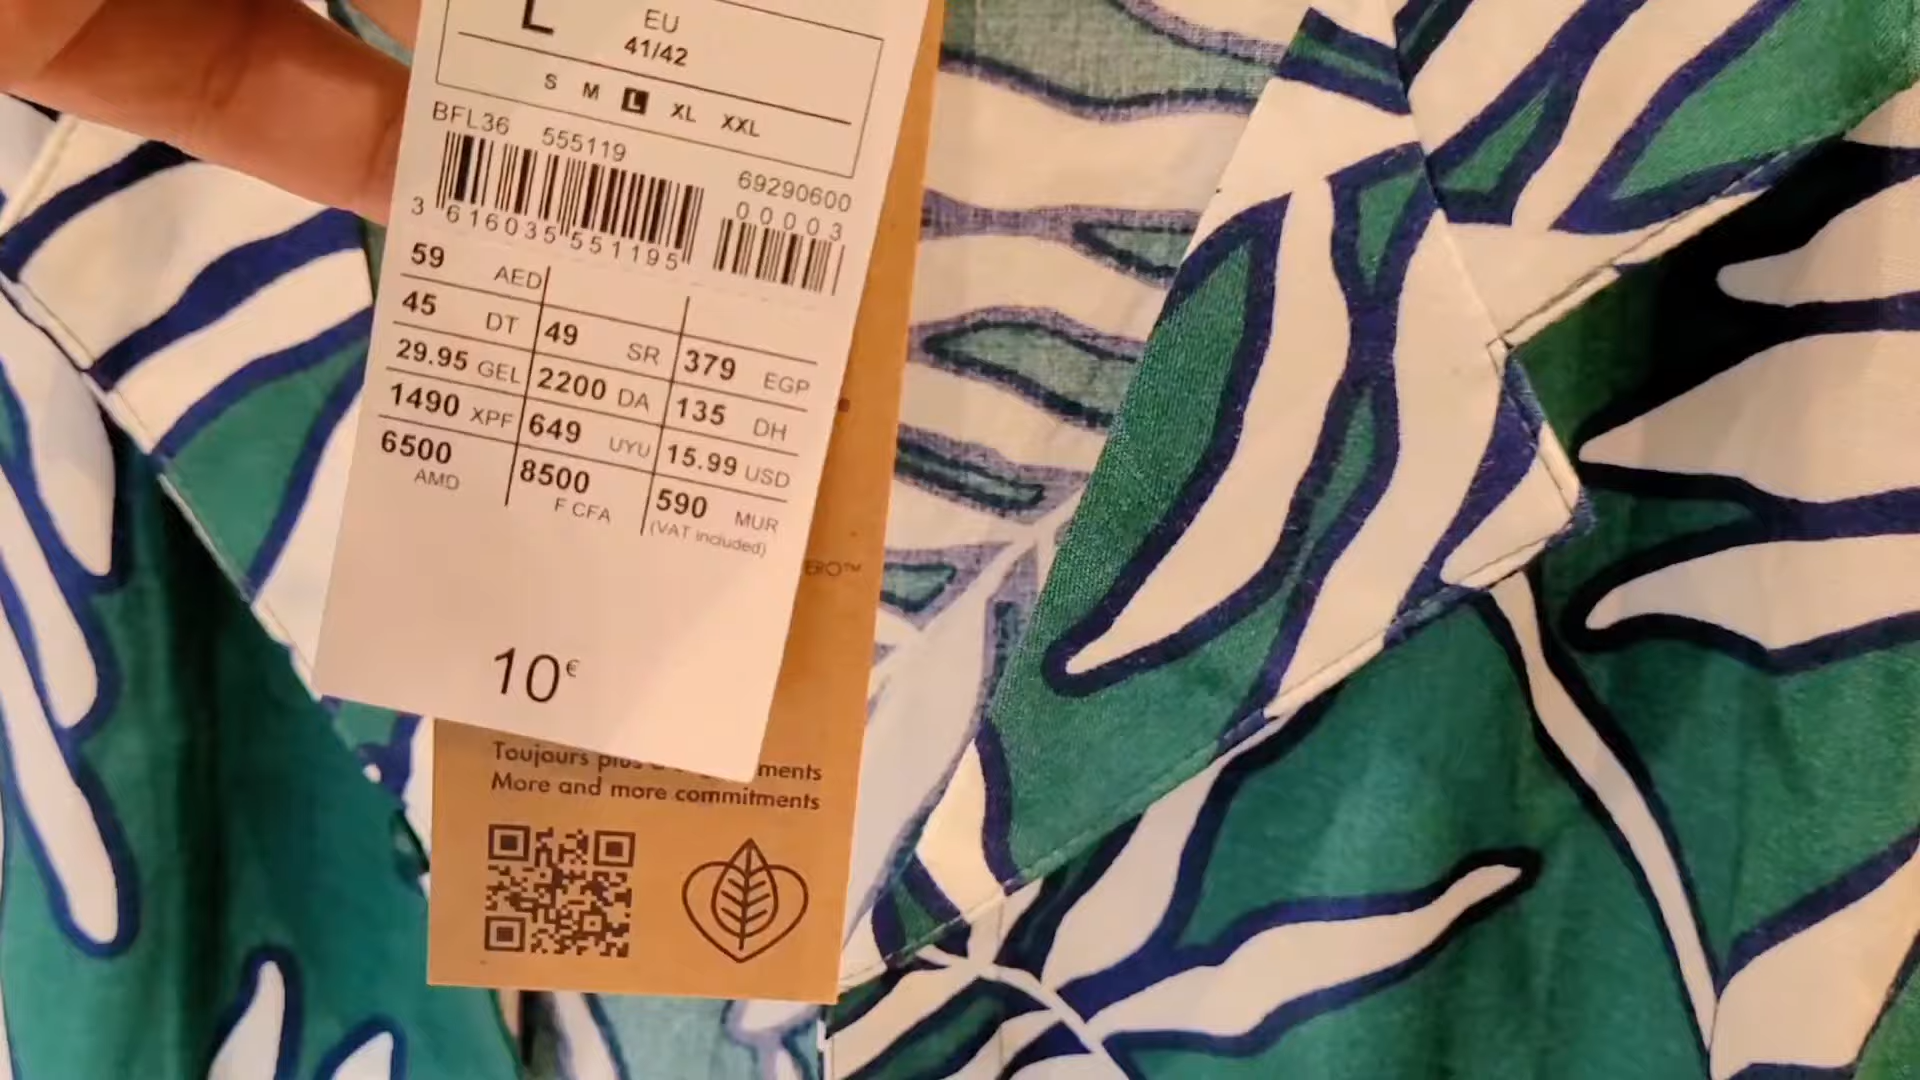 L
EU
41/42
S M L XL XXL
BFL36 555119
69290600
00003
3 616035 551195
59 AED
45 DT 49 SR 379 EGP
29.95 GEL 2200 DA 135 DH
1490 XPF 649 UYU 15.99 USD
6500 AMD 8500 F CFA 590 MUR
(VAT included)
10€
Toujours plus
More and more commitments